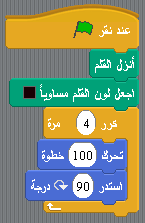 عند نقر
أنزل القلم
اجعل لون القلم مساوياً
كرر 4 مرة
تحرك 100 خطوة
استدر 90 درجة